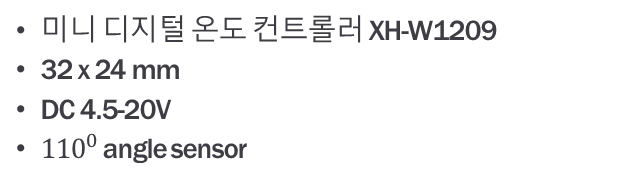 • 미니 디지털 온도 컨트롤러 XH-W1209
• 32 x 24 mm
• DC 4.5-20V
• 110⁰ angle sensor